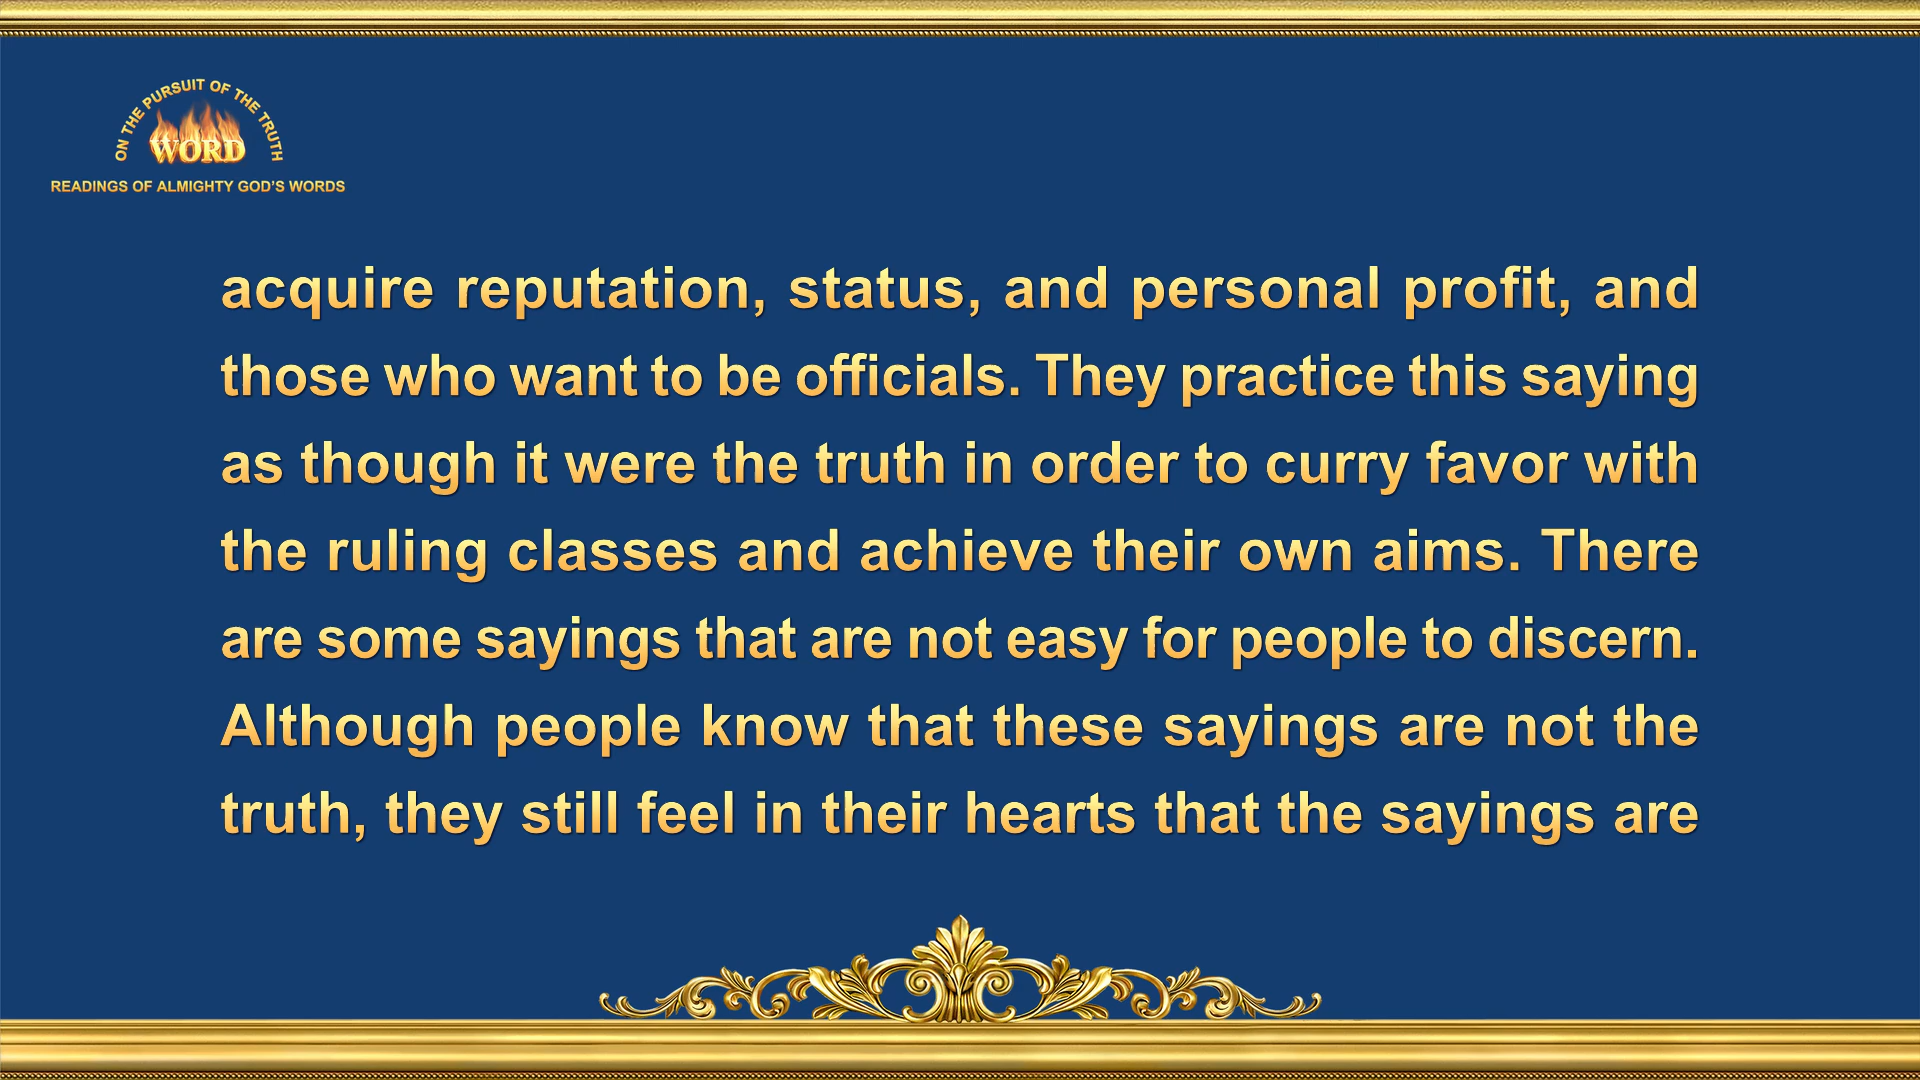 ON THE PURSUIT OF THE TRUTH
WORD
READINGS OF ALMIGHTY GOD'S WORDS
acquire reputation, status, and personal profit, and
those who want to be officials. They practice this saying
as though it were the truth in order to curry favor with
the ruling classes and achieve their own aims. There
are some sayings that are not easy for people to discern.
Although people know that these sayings are not the
truth, they still feel in their hearts that the sayings are